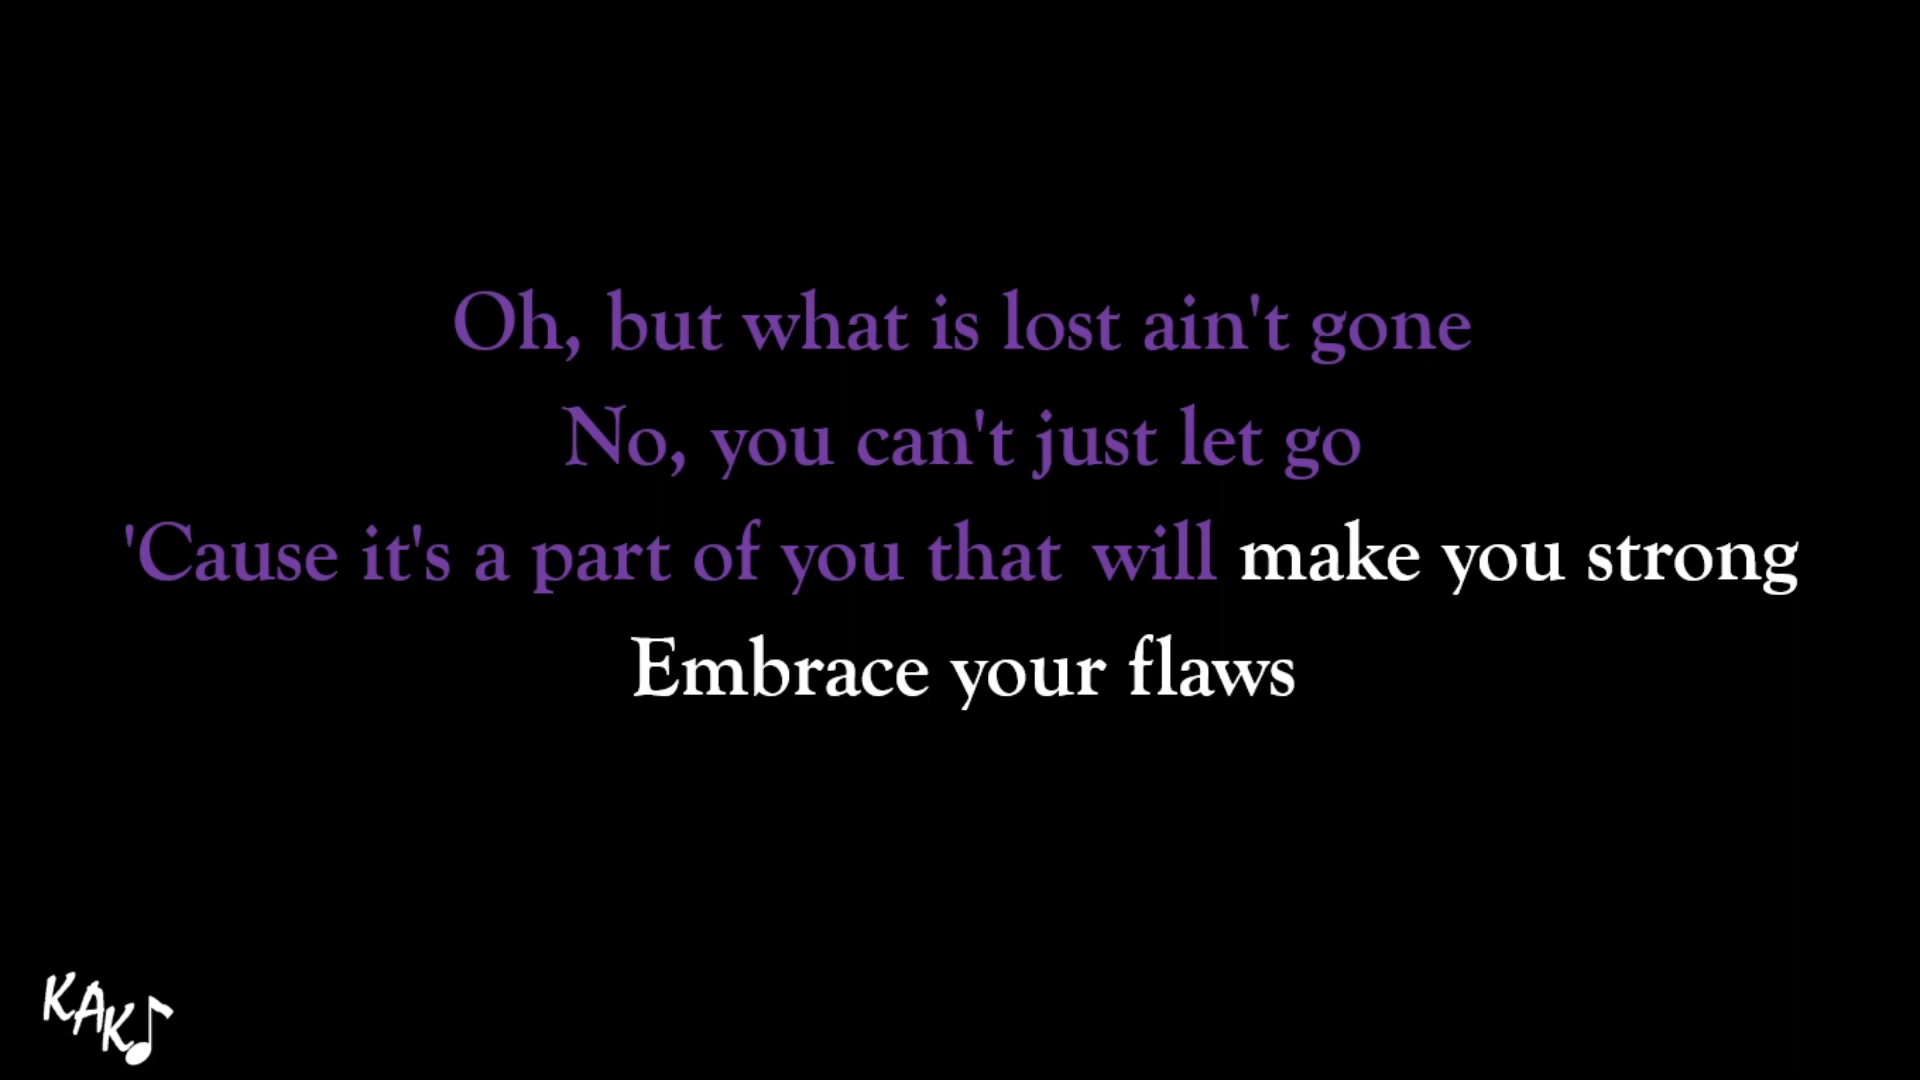 Oh, but what is lost ain't gone
No, you can't just let go
'Cause it's a part of you that will make you strong
Embrace your flaws
KAK